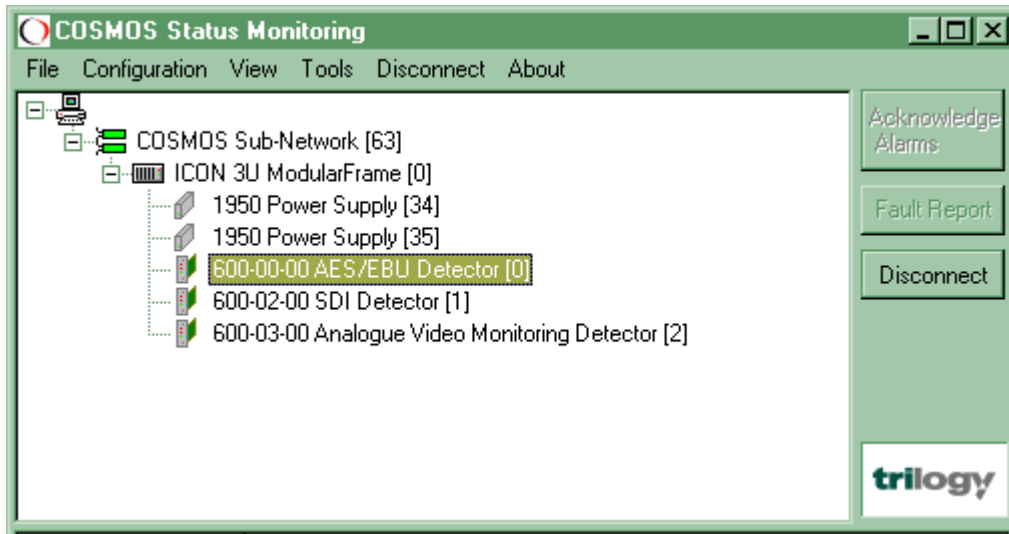 COSMOS Status Monitoring
File Configuration View Tools Disconnect About
COSMOS Sub-Network [63]
ICON 3U ModularFrame [0]
1950 Power Supply [34]
1950 Power Supply [35]
600-00-00 AES/EBU Detector [0]
600-02-00 SDI Detector [1]
600-03-00 Analogue Video Monitoring Detector [2]
Acknowledge
Alarms
Fault Report
Disconnect
trilogy